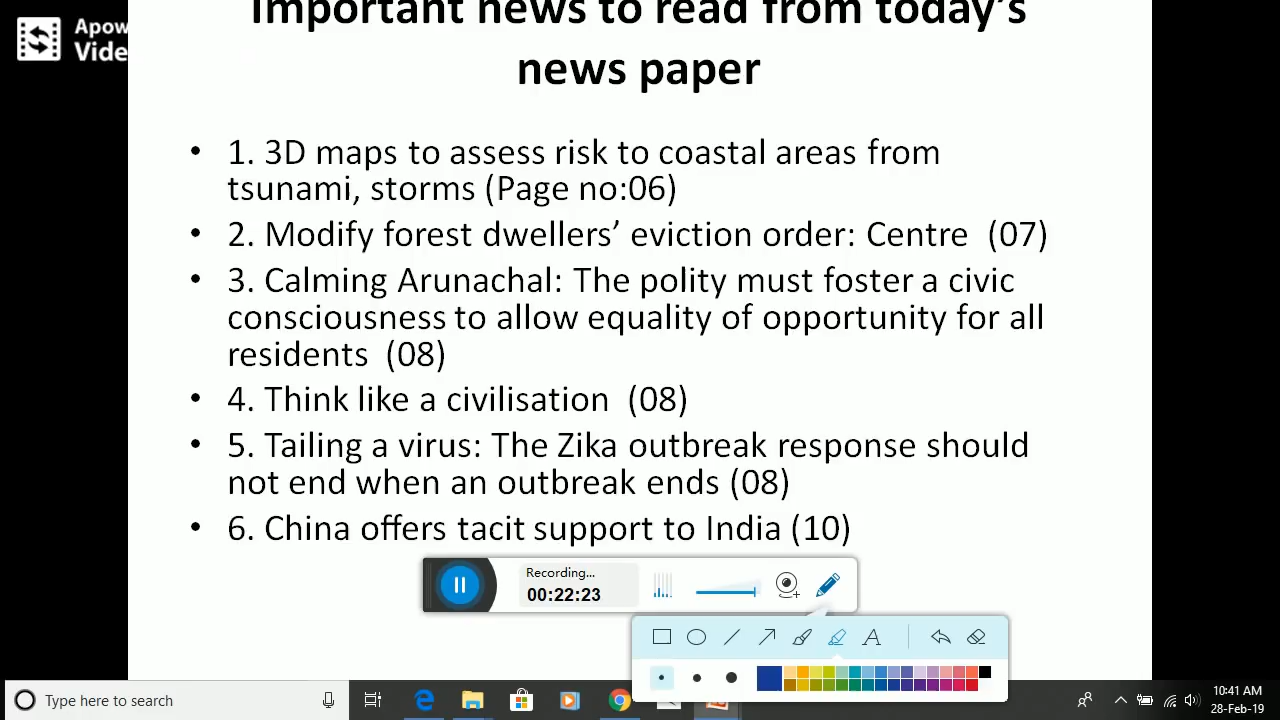 Important news to read from today's
news paper
Apow
Vide
• 1. 3D maps to assess risk to coastal areas from
tsunami, storms (Page no:06)
• 2. Modify forest dwellers’ eviction order: Centre (07)
• 3. Calming Arunachal: The polity must foster a civic
consciousness to allow equality of opportunity for all
residents (08)
• 4. Think like a civilisation (08)
• 5. Tailing a virus: The Zika outbreak response should
not end when an outbreak ends (08)
• 6. China offers tacit support to India (10)
Recording...
00:22:23
A
Type here to search
10:41 AM
28-Feb-19